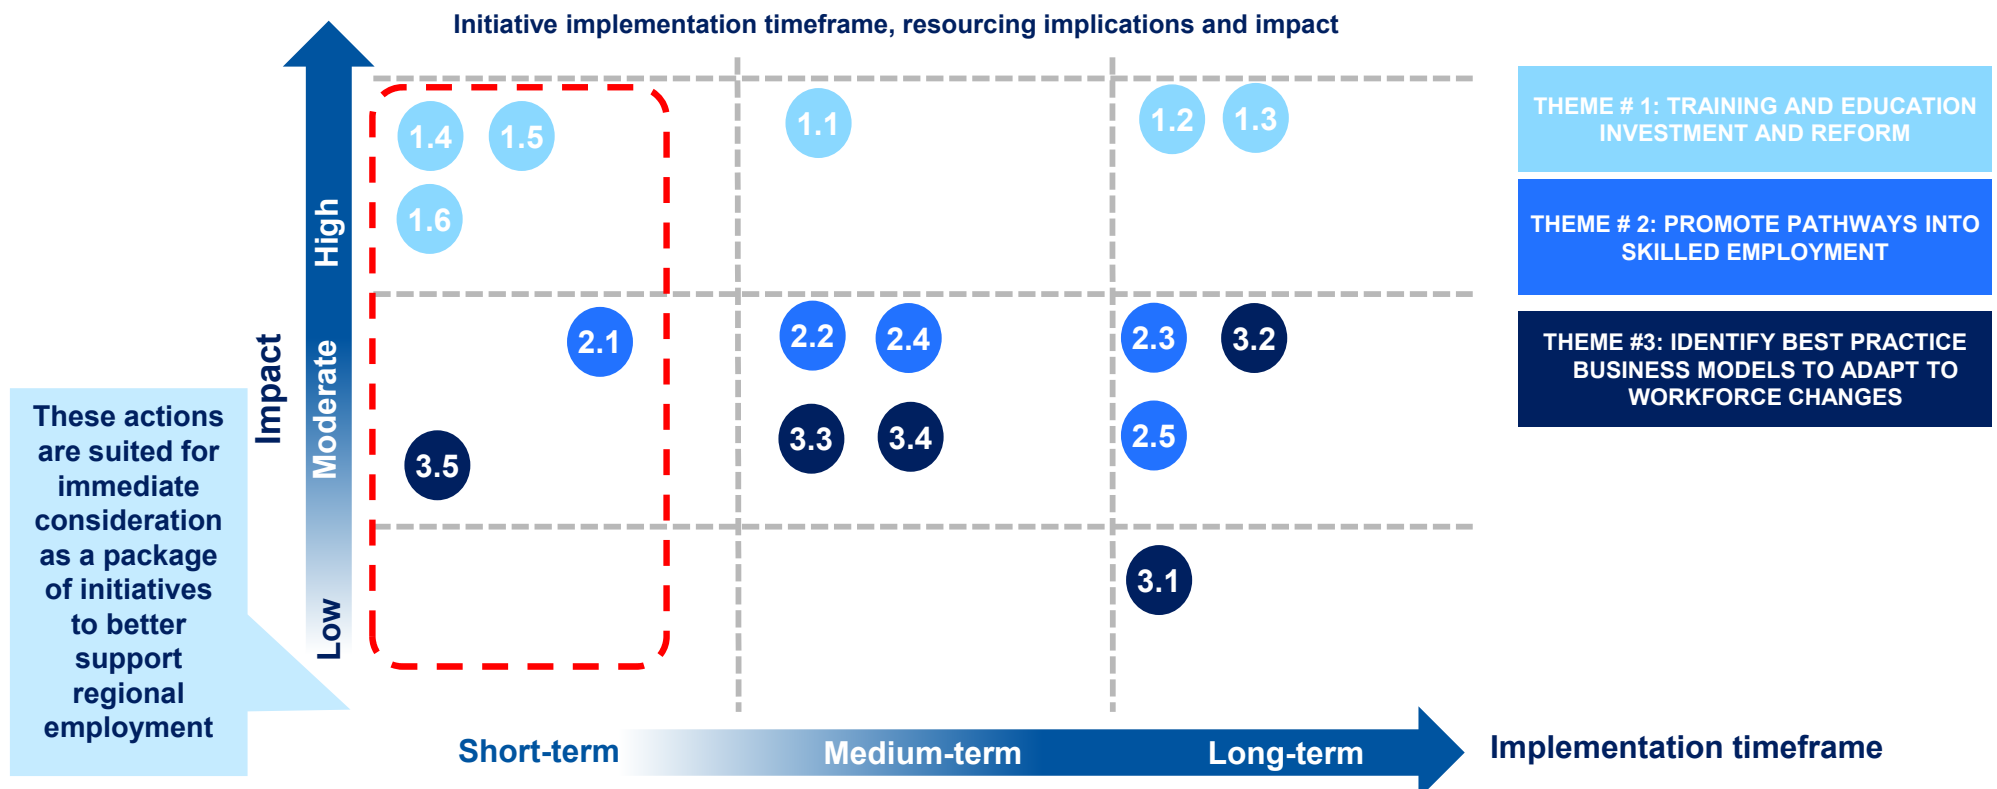 Initiative implementation timeframe, resourcing implications and impact
1.4
1.5
1.1
1.2
1.3
1.6
2.1
2.2
2.4
2.3
3.2
3.5
3.3
3.4
2.5
3.1
High
Moderate
Low
Impact
These actions
are suited for
immediate
consideration
as a package
of initiatives
to better
support
regional
employment
Short-term
Medium-term
Long-term
Implementation timeframe
THEME # 1: TRAINING AND EDUCATION
INVESTMENT AND REFORM
THEME # 2: PROMOTE PATHWAYS INTO
SKILLED EMPLOYMENT
THEME #3: IDENTIFY BEST PRACTICE
BUSINESS MODELS TO ADAPT TO
WORKFORCE CHANGES